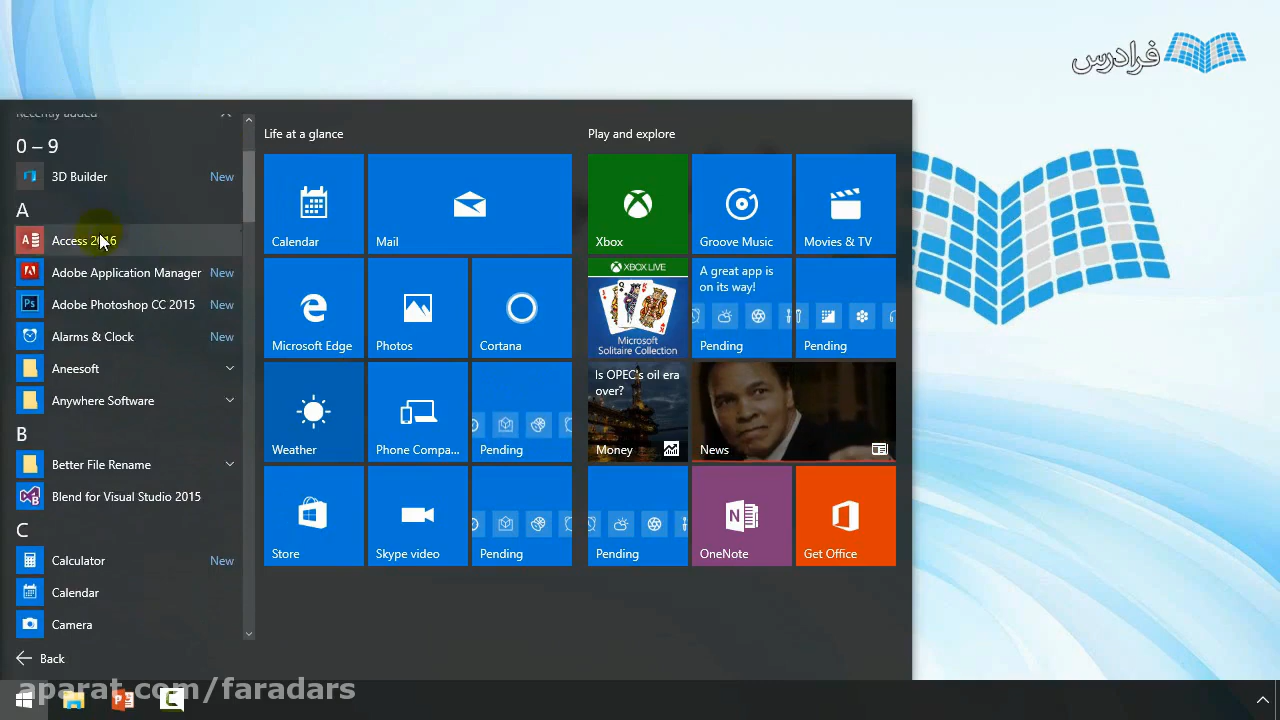 فرادرس
Recently added
0 – 9
3D Builder New
A
Access 2016
Adobe Application Manager New
Adobe Photoshop CC 2015 New
Alarms & Clock New
Aneesoft
Anywhere Software
B
Better File Rename
Blend for Visual Studio 2015
C
Calculator New
Calendar
Camera
Back
Life at a glance
Calendar
Mail
Microsoft Edge
Photos
Cortana
Weather
Phone Compa...
Pending
Store
Skype video
Pending
Play and explore
Xbox
Groove Music
Movies & TV
XBOX LIVE
Microsoft
Solitaire Collection
A great app is
on its way!
Pending
Pending
Is OPEC's oil era
over?
Money
News
Pending
OneNote
Get Office
aparat.com/faradars